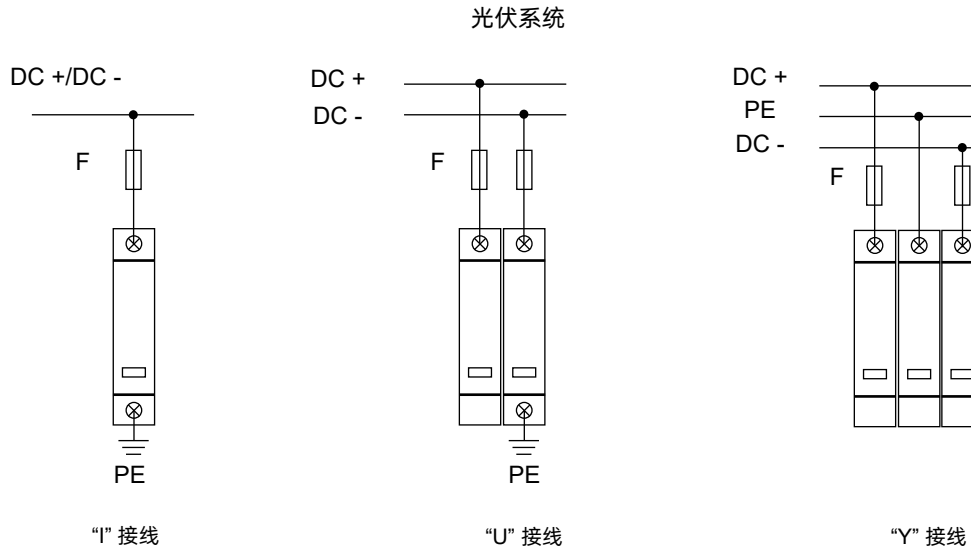 光伏系统
DC +/DC -
F
PE
“I” 接线
DC +
DC -
F
PE
“U” 接线
DC +
PE
DC -
F
“Y” 接线